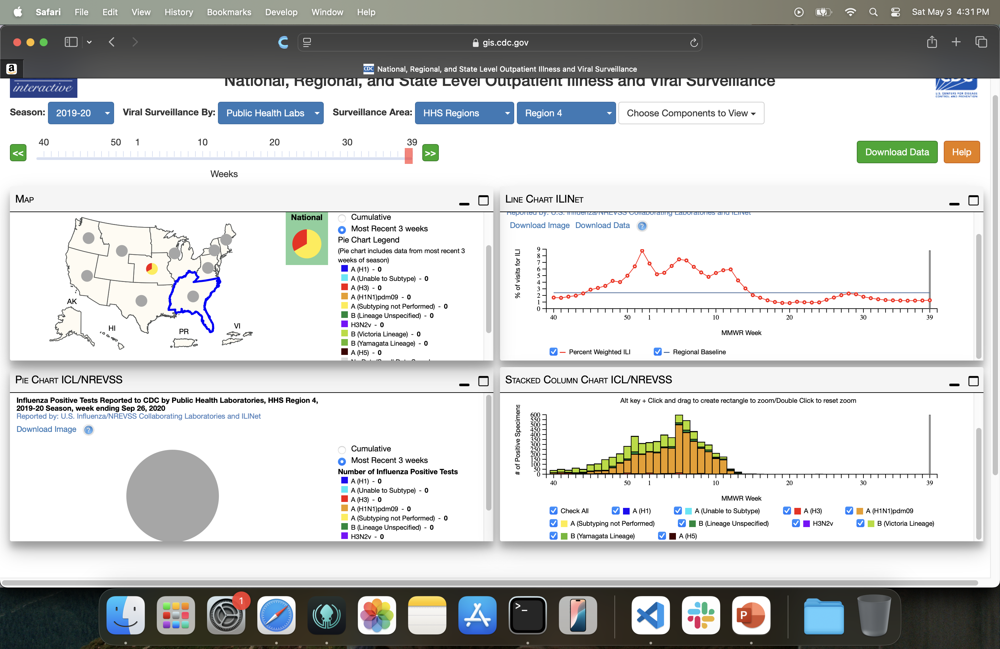 Safari File Edit View History Bookmarks Develop Window Help Sat May 3 4:31 PM
gis.cdc.gov
a
CDC National, Regional, and State Level Outpatient Illness and Viral Surveillance
interactive
National, Regional, and State Level Outpatient Illness and Viral Surveillance
CDC
U.S. CENTERS FOR DISEASE
CONTROL AND PREVENTION
Season: 2019-20 Viral Surveillance By: Public Health Labs Surveillance Area: HHS Regions Region 4 Choose Components to View
40 50 1 10 20 30 39
<< >>
Weeks
Download Data Help
Map
National
Cumulative
Most Recent 3 weeks
Pie Chart Legend
(Pie chart includes data from most recent 3
weeks of season)
A (H1) - 0
A (Unable to Subtype) - 0
A (H3) - 0
A (H1N1)pdm09 - 0
A (Subtyping not Performed) - 0
B (Lineage Unspecified) - 0
H3N2v - 0
B (Victoria Lineage) - 0
B (Yamagata Lineage) - 0
A (H5) - 0
AK
HI
PR
VI
Line Chart ILINet
Reported by: U.S. Influenza/NREVSS Collaborating Laboratories and ILINet
Download Image Download Data ?
% of visits for ILI
9
8
7
6
5
4
3
2
1
0
40 50 1 10 20 30 39
MMWR Week
Percent Weighted ILI Regional Baseline
Pie Chart ICL/NREVSS
Influenza Positive Tests Reported to CDC by Public Health Laboratories, HHS Region 4,
2019-20 Season, week ending Sep 26, 2020
Reported by: U.S. Influenza/NREVSS Collaborating Laboratories and ILINet
Download Image ?
Cumulative
Most Recent 3 weeks
Number of Influenza Positive Tests
A (H1) - 0
A (Unable to Subtype) - 0
A (H3) - 0
A (H1N1)pdm09 - 0
A (Subtyping not Performed) - 0
B (Lineage Unspecified) - 0
H3N2v - 0
Stacked Column Chart ICL/NREVSS
Alt key + Click and drag to create rectangle to zoom/Double Click to reset zoom
# of Positive Specimens
600
550
500
450
400
350
300
250
200
150
100
50
0
40 50 1 10 20 30 39
MMWR Week
Check All A (H1) A (Unable to Subtype) A (H3) A (H1N1)pdm09
A (Subtyping not Performed) B (Lineage Unspecified) H3N2v B (Victoria Lineage)
B (Yamagata Lineage) A (H5)
1
>_
P